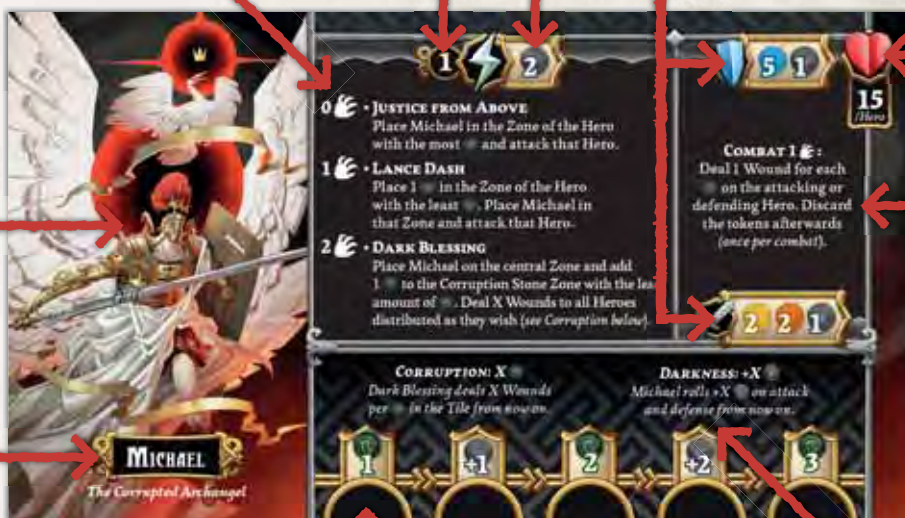 1 2
0 • JUSTICE FROM ABOVE
Place Michael in the Zone of the Hero
with the most and attack that Hero.
1 • LANCE DASH
Place 1 in the Zone of the Hero
with the least . Place Michael in
that Zone and attack that Hero.
2 • DARK BLESSING
Place Michael on the central Zone and add
1 to the Corruption Stone Zone with the
amount of . Deal X Wounds to all Heroes
distributed as they wish (see Corruption below).
5 1
15
/Hero
COMBAT 1 :
Deal 1 Wound for each
on the attacking or
defending Hero. Discard
the tokens afterwards
(once per combat).
2 2 1
CORRUPTION: X
Dark Blessing deals X Wounds
per in the Tile from now on.
DARKNESS: +X
Michael rolls +X on attack
and defense from now on.
1 +1 2 +2 3
MICHAEL
The Corrupted Archangel